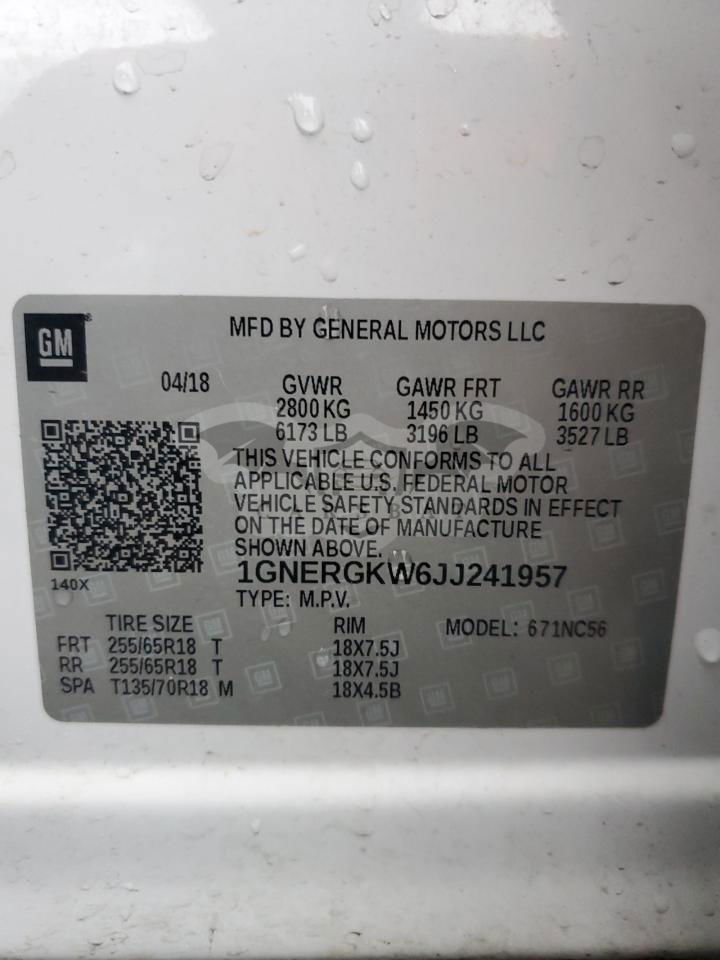 GM
MFD BY GENERAL MOTORS LLC
04/18 GVWR GAWR FRT GAWR RR
2800 KG 1450 KG 1600 KG
6173 LB 3196 LB 3527 LB
THIS VEHICLE CONFORMS TO ALL
APPLICABLE U.S. FEDERAL MOTOR
VEHICLE SAFETY STANDARDS IN EFFECT
ON THE DATE OF MANUFACTURE
SHOWN ABOVE.
140X
1GNERGKW6JJ241957
TYPE: M.P.V.
TIRE SIZE RIM MODEL: 671NC56
FRT 255/65R18 T 18X7.5J
RR 255/65R18 T 18X7.5J
SPA T135/70R18 M 18X4.5B